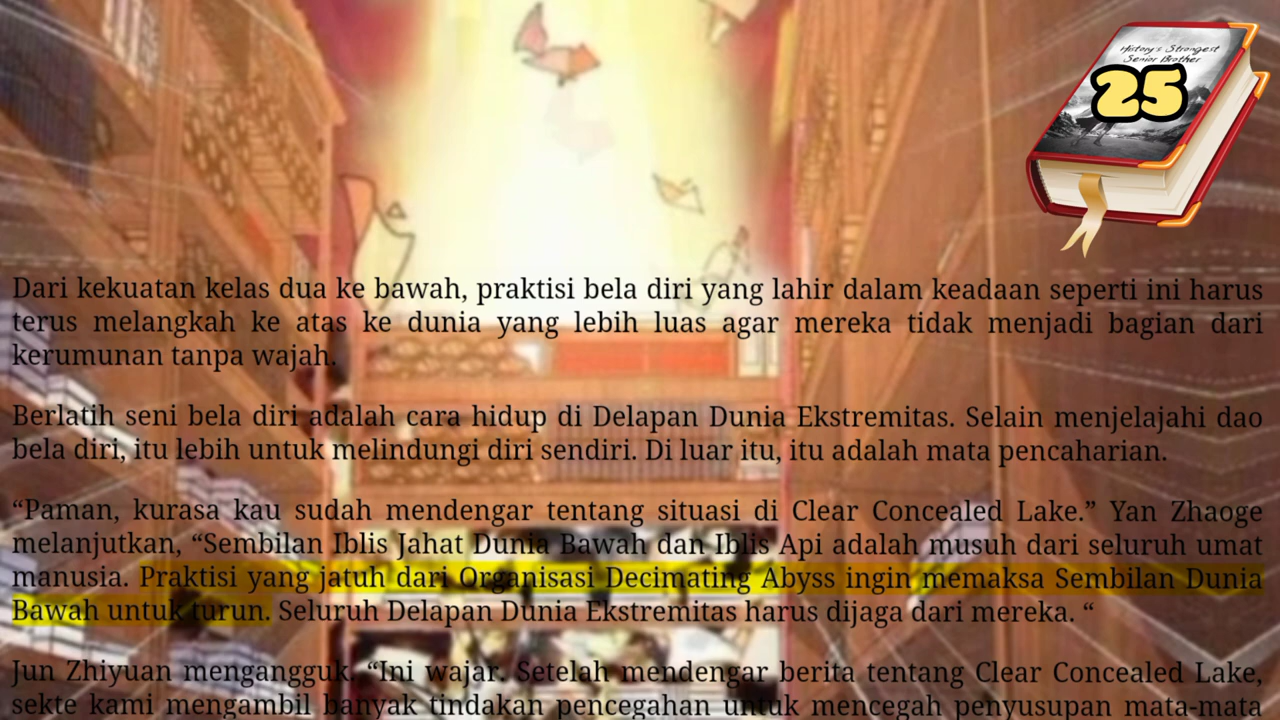 History's Strongest
Senior Brother
25
Dari kekuatan kelas dua ke bawah, praktisi bela diri yang lahir dalam keadaan seperti ini harus
terus melangkah ke atas ke dunia yang lebih luas agar mereka tidak menjadi bagian dari
kerumunan tanpa wajah.
Berlatih seni bela diri adalah cara hidup di Delapan Dunia Ekstremitas. Selain menjelajahi dao
bela diri, itu lebih untuk melindungi diri sendiri. Di luar itu, itu adalah mata pencaharian.
“Paman, kurasa kau sudah mendengar tentang situasi di Clear Concealed Lake.” Yan Zhaoge
melanjutkan, “Sembilan Iblis Jahat Dunia Bawah dan Iblis Api adalah musuh dari seluruh umat
manusia. Praktisi yang jatuh dari Organisasi Decimating Abyss ingin memaksa Sembilan Dunia
Bawah untuk turun. Seluruh Delapan Dunia Ekstremitas harus dijaga dari mereka. “
Jun Zhiyuan mengangguk. “Ini wajar. Setelah mendengar berita tentang Clear Concealed Lake,
sekte kami mengambil banyak tindakan pencegahan untuk mencegah penyusupan mata-mata